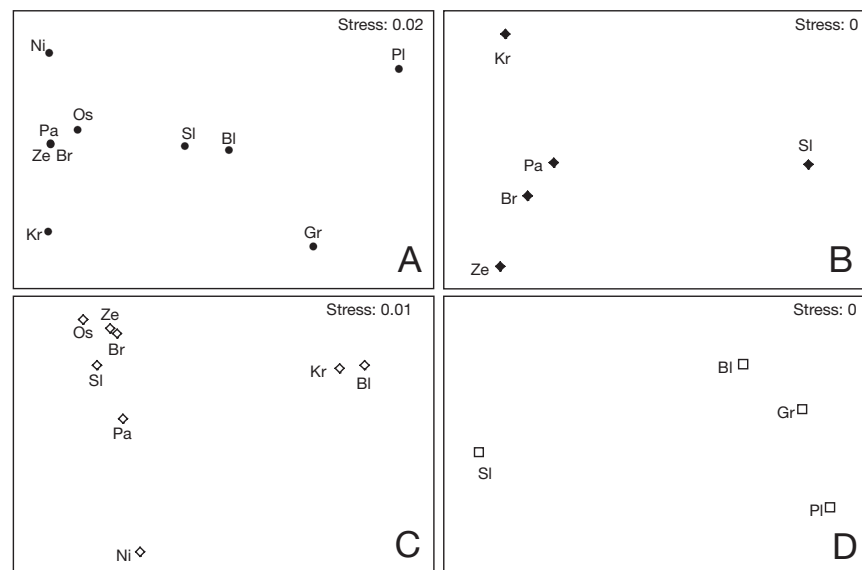 Stress: 0.02
Ni
Pl
Os
Pa
Sl
Bl
Ze Br
Kr
Gr
A
Stress: 0
Kr
Sl
Pa
Br
Ze
B
Stress: 0.01
Ze
Os
Br
Sl
Kr
Bl
Pa
Ni
C
Stress: 0
Bl
Gr
Sl
Pl
D